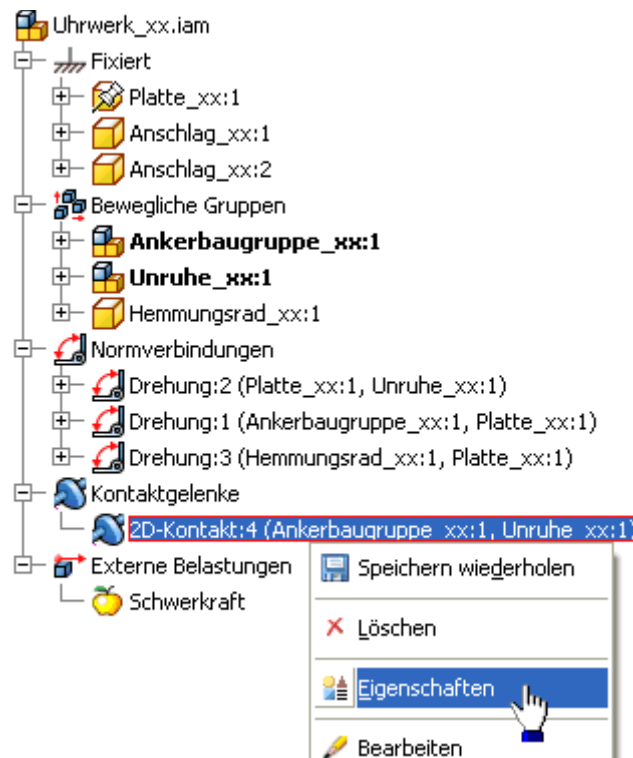 Uhrwerk_xx.iam
Fixiert
Platte_xx:1
Anschlag_xx:1
Anschlag_xx:2
Bewegliche Gruppen
Ankerbaugruppe_xx:1
Unruhe_xx:1
Hemmungsrad_xx:1
Normverbindungen
Drehung:2 (Platte_xx:1, Unruhe_xx:1)
Drehung:1 (Ankerbaugruppe_xx:1, Platte_xx:1)
Drehung:3 (Hemmungsrad_xx:1, Platte_xx:1)
Kontaktgelenke
2D-Kontakt:4 (Ankerbaugruppe_xx:1, Unruhe_xx:1)
Externe Belastungen
Schwerkraft
Speichern wiederholen
Löschen
Eigenschaften
Bearbeiten